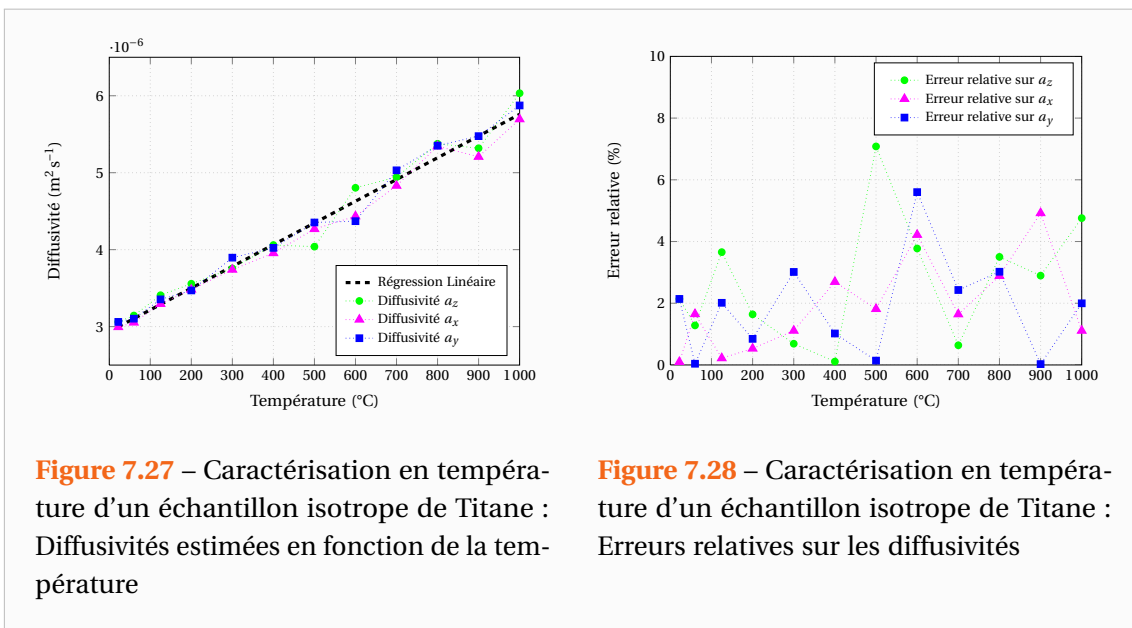 ·10⁻⁶
6
5
4
3
0 100 200 300 400 500 600 700 800 900 1000
Diffusivité (m² s⁻¹)
Température (°C)
Régression Linéaire
Diffusivité a_z
Diffusivité a_x
Diffusivité a_y
10
8
6
4
2
0
0 100 200 300 400 500 600 700 800 900 1000
Erreur relative (%)
Température (°C)
Erreur relative sur a_z
Erreur relative sur a_x
Erreur relative sur a_y
Figure 7.27 – Caractérisation en tempéra-
ture d'un échantillon isotrope de Titane :
Diffusivités estimées en fonction de la tem-
pérature
Figure 7.28 – Caractérisation en tempéra-
ture d'un échantillon isotrope de Titane :
Erreurs relatives sur les diffusivités